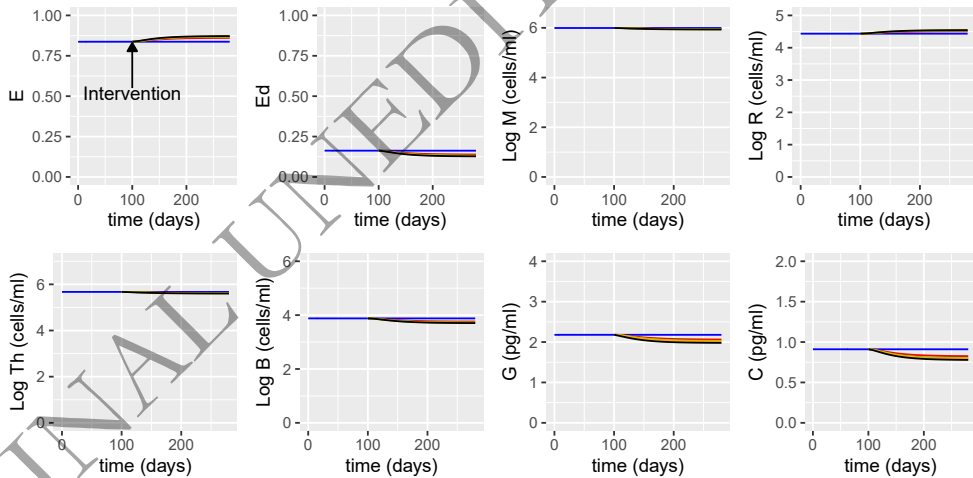 1.00
0.75
0.50
0.25
0.00
E
Intervention
0 100 200
time (days)
1.00
0.75
0.50
0.25
0.00
Ed
0 100 200
time (days)
6
4
2
0
Log M (cells/ml)
0 100 200
time (days)
5
4
3
2
1
0
Log R (cells/ml)
0 100 200
time (days)
6
4
2
0
Log Th (cells/ml)
0 100 200
time (days)
6
4
2
0
Log B (cells/ml)
0 100 200
time (days)
4
3
2
1
0
G (pg/ml)
0 100 200
time (days)
2.0
1.5
1.0
0.5
0.0
C (pg/ml)
0 100 200
time (days)